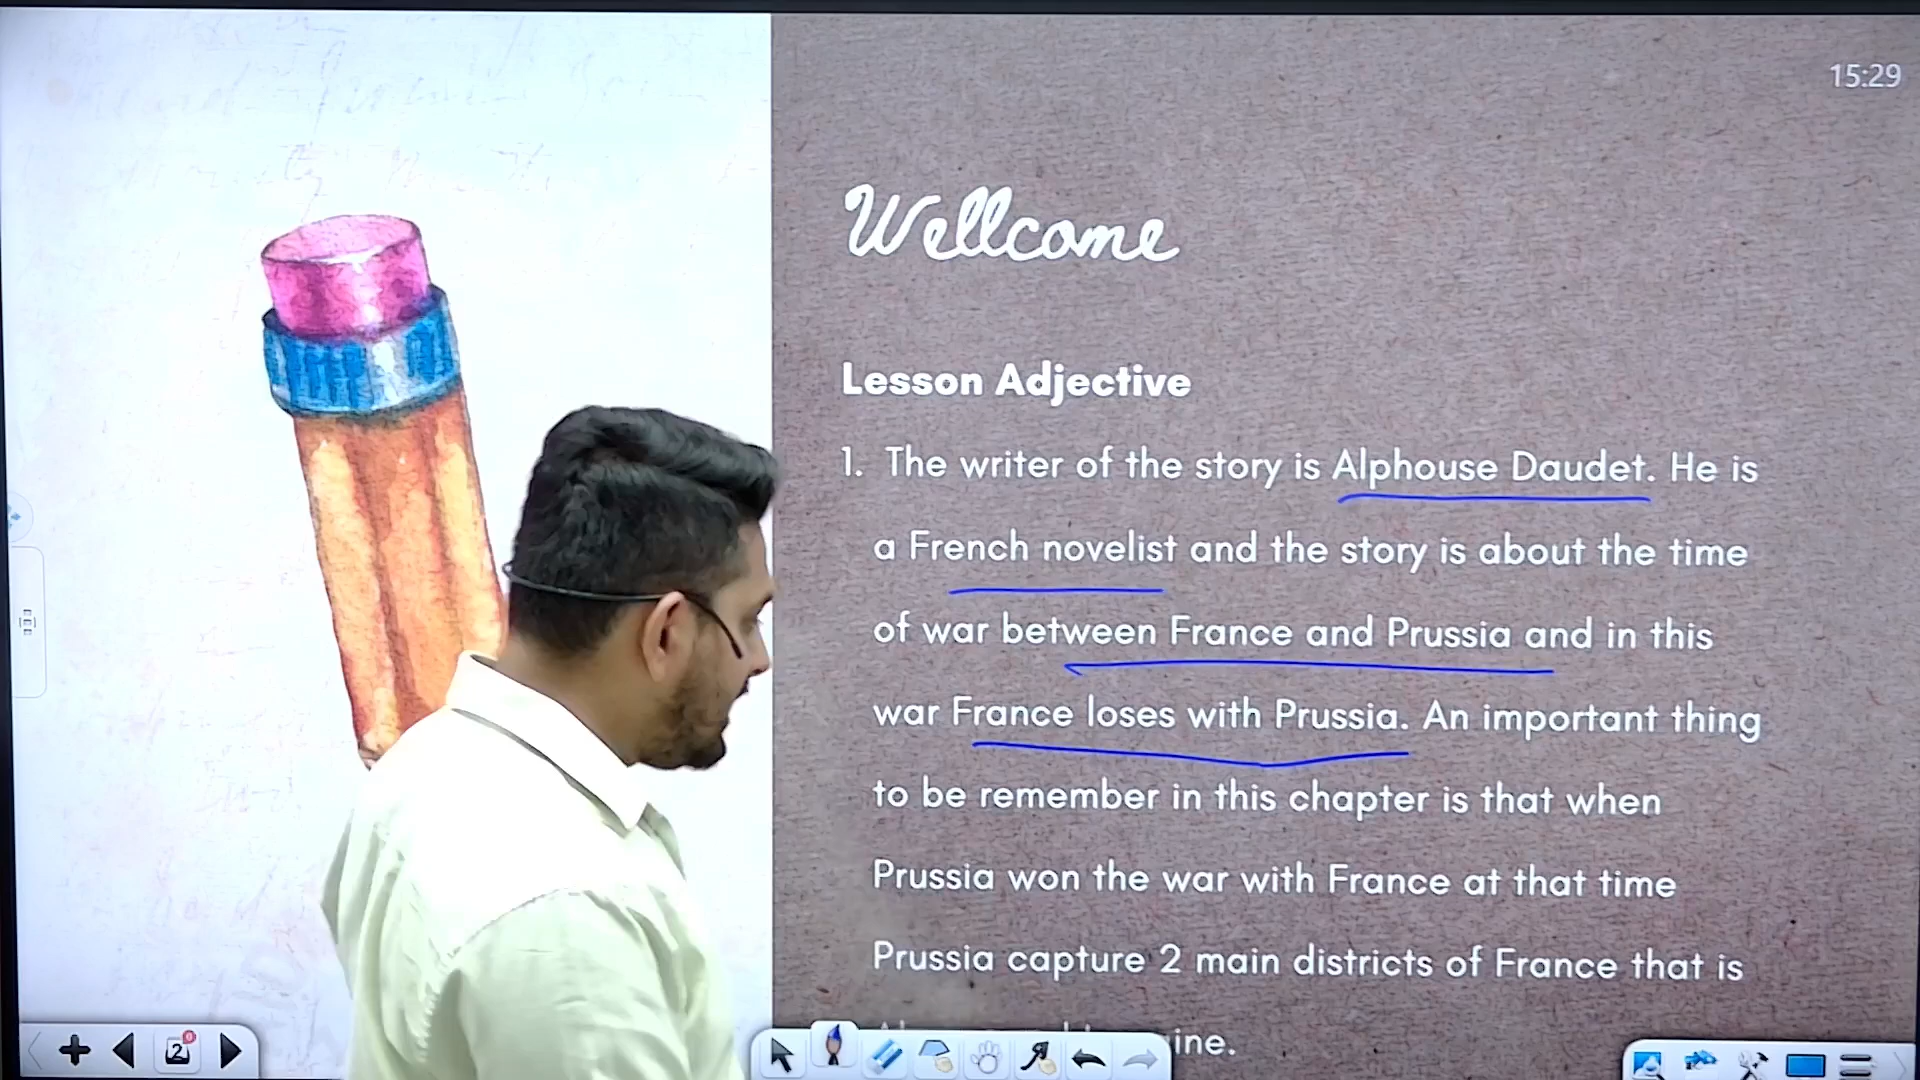 15:29
Wellcome
Lesson Adjective
1. The writer of the story is Alphouse Daudet. He is
a French novelist and the story is about the time
of war between France and Prussia and in this
war France loses with Prussia. An important thing
to be remember in this chapter is that when
Prussia won the war with France at that time
Prussia capture 2 main districts of France that is
2
0